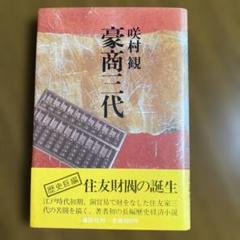 咲村観
豪商三代
歴史巨編
住友財閥の誕生
江戸時代初期、銅貿易で財をなした住友家三
代の名商を描く。著者初の長編歴史経済小説